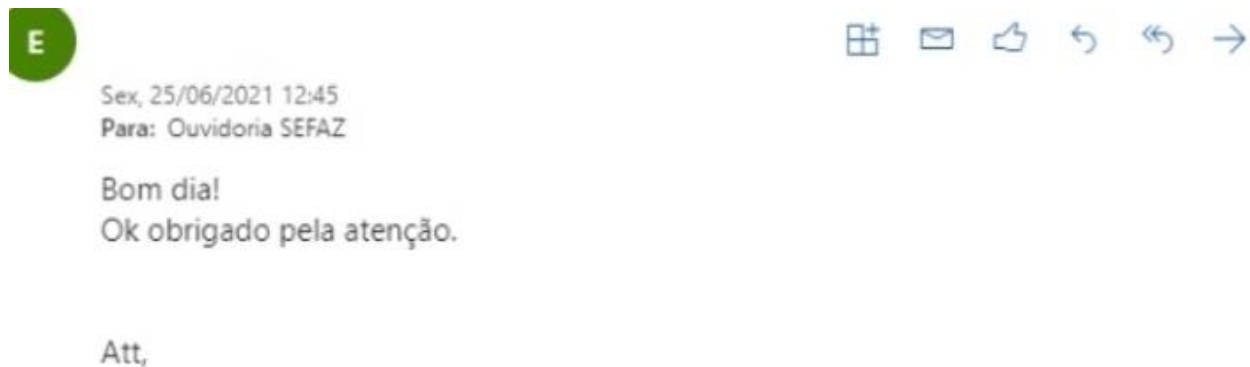 E
Sex, 25/06/2021 12:45
Para: Ouvidoria SEFAZ
Bom dia!
Ok obrigado pela atenção.
Att,